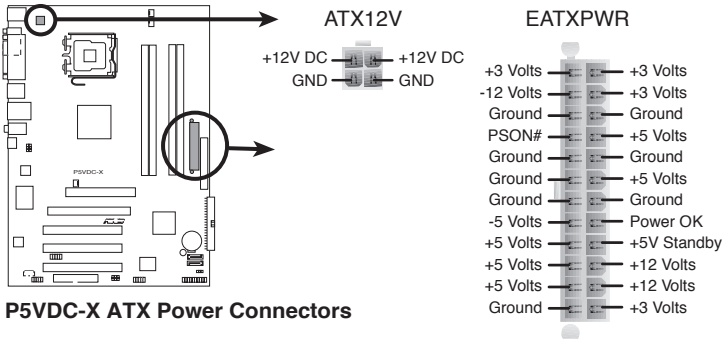 ATX12V
EATXPWR
+12V DC +12V DC
GND GND
+3 Volts +3 Volts
-12 Volts +3 Volts
Ground Ground
PSON# +5 Volts
Ground Ground
Ground +5 Volts
Ground Ground
-5 Volts Power OK
+5 Volts +5V Standby
+5 Volts +12 Volts
+5 Volts +12 Volts
Ground +3 Volts
P5VDC-X
P5VDC-X ATX Power Connectors